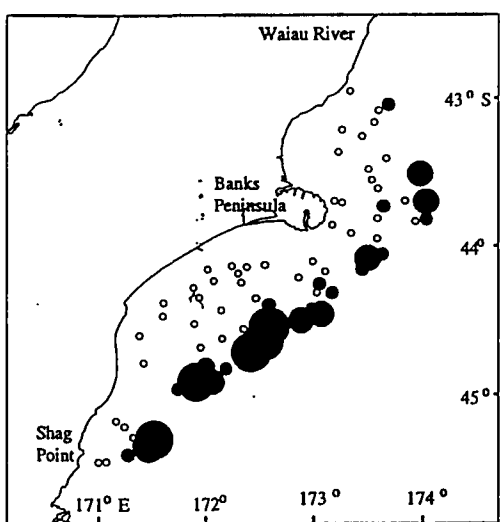 Waiau River
43° S
Banks
Peninsula
44°
45°
Shag
Point
171° E
172°
173°
174°